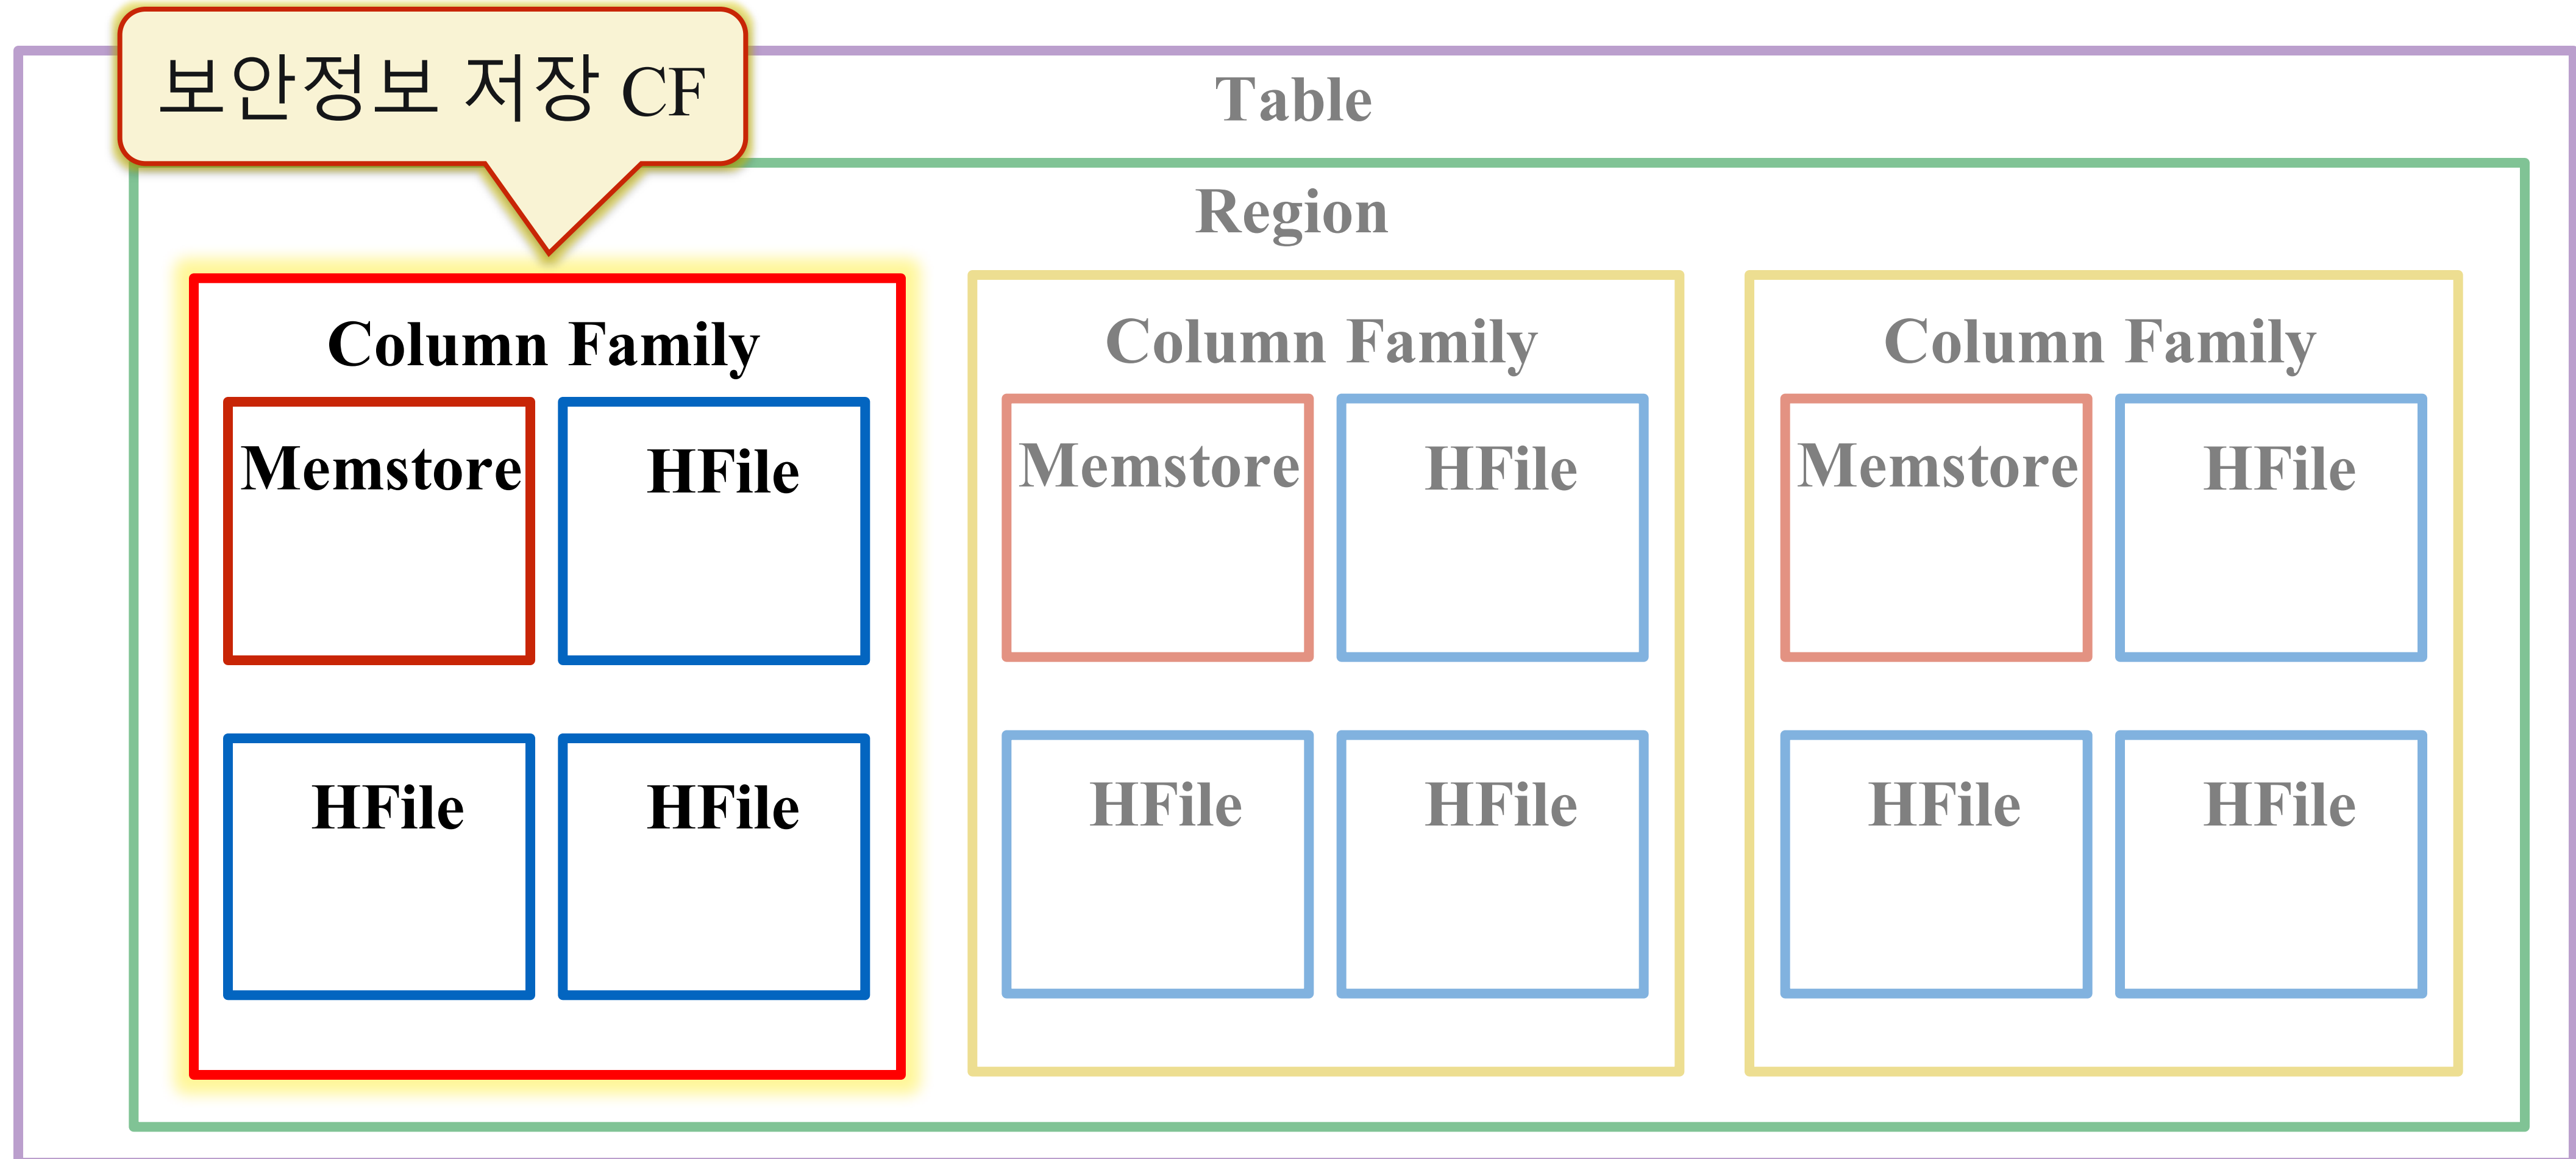 보안정보 저장 CF
Table
Region
Column Family
Memstore
HFile
HFile
HFile
Column Family
Memstore
HFile
HFile
HFile
Column Family
Memstore
HFile
HFile
HFile